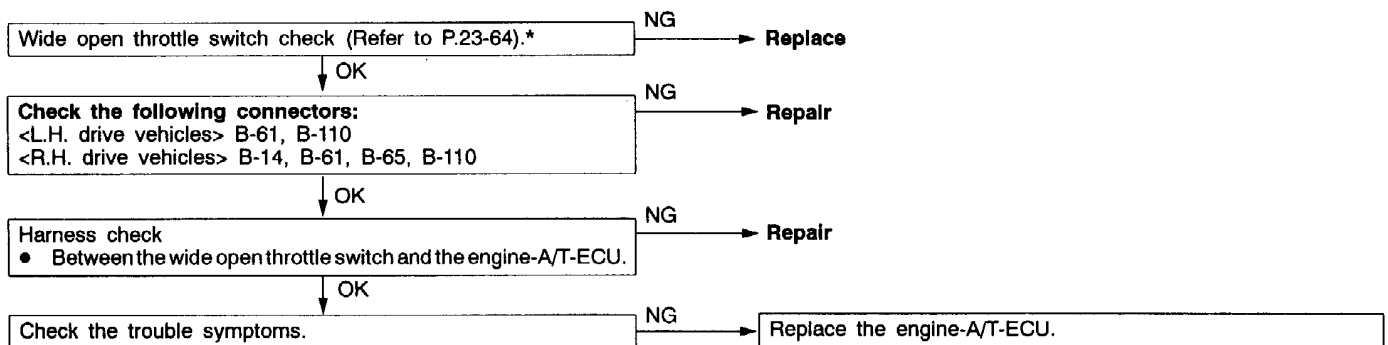 Wide open throttle switch check (Refer to P.23-64).*
NG
Replace
OK
Check the following connectors:
<L.H. drive vehicles> B-61, B-110
<R.H. drive vehicles> B-14, B-61, B-65, B-110
NG
Repair
OK
Harness check
● Between the wide open throttle switch and the engine-A/T-ECU.
NG
Repair
OK
Check the trouble symptoms.
NG
Replace the engine-A/T-ECU.